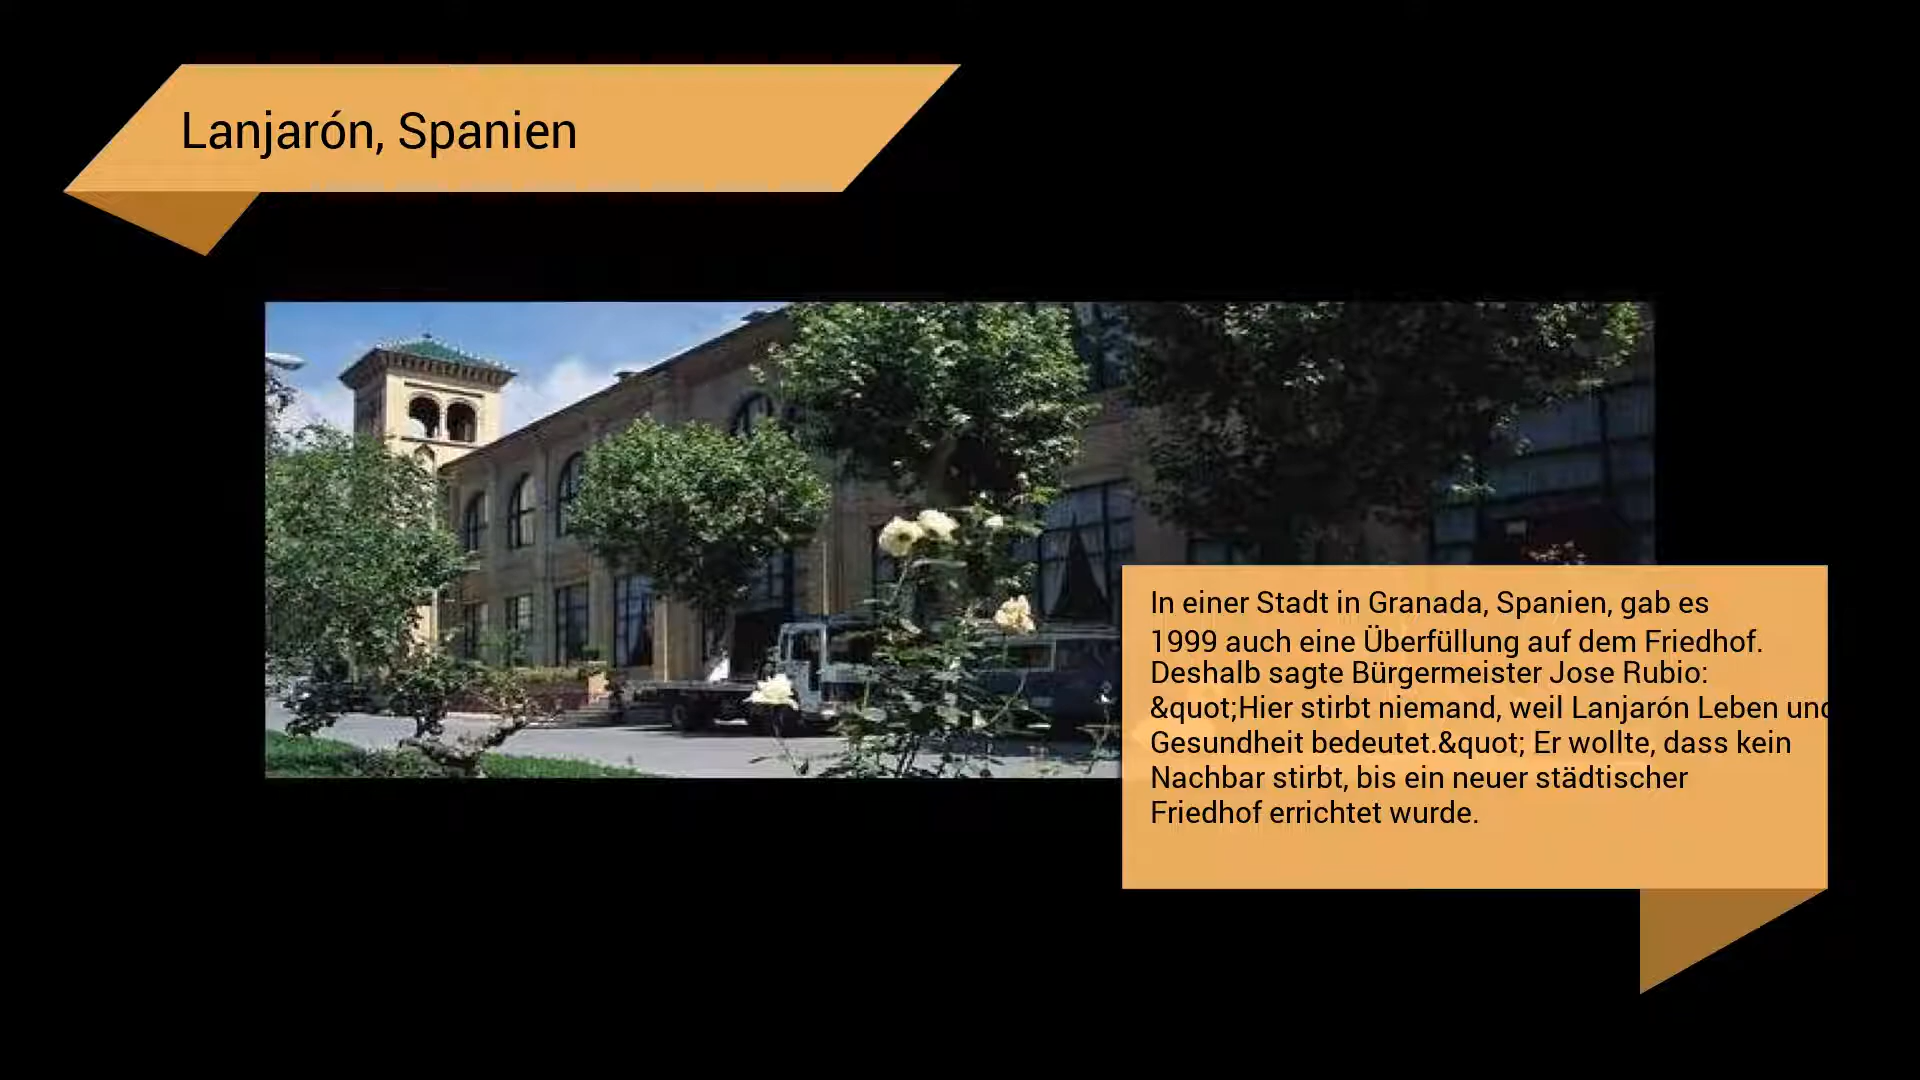 Lanjarón, Spanien
In einer Stadt in Granada, Spanien, gab es
1999 auch eine Überfüllung auf dem Friedhof.
Deshalb sagte Bürgermeister Jose Rubio:
&quot;Hier stirbt niemand, weil Lanjarón Leben und
Gesundheit bedeutet.&quot; Er wollte, dass kein
Nachbar stirbt, bis ein neuer städtischer
Friedhof errichtet wurde.